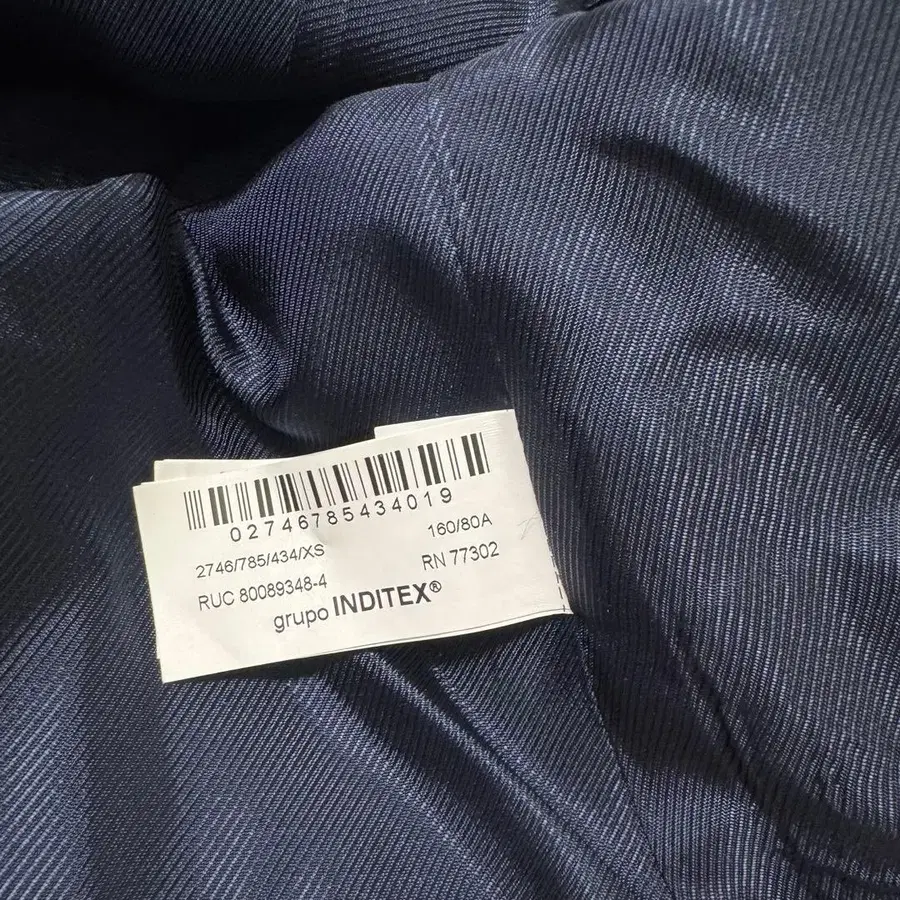 02746785434019
2746/785/434/XS 160/80A
RUC 80089348-4 RN 77302
grupo INDITEX®